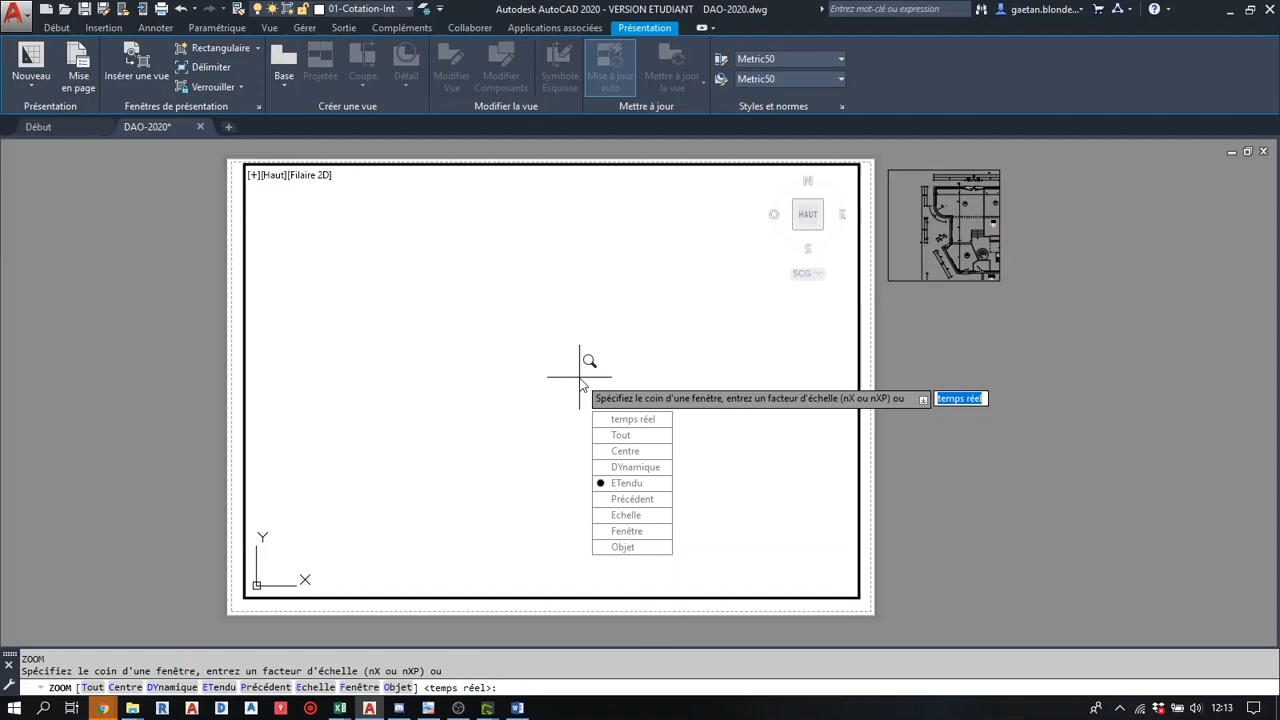 01-Cotation-Int
Autodesk AutoCAD 2020 - VERSION ETUDIANT
DAO-2020.dwg
Entrez mot-clé ou expression
gaetan.blonde...
Début
Insertion
Annoter
Paramétrique
Vue
Gérer
Sortie
Compléments
Collaborer
Applications associées
Présentation
Nouveau
Mise en page
Présentation
Insérer une vue
Rectangulaire
Délimiter
Verrouiller
Fenêtres de présentation
Base
Projetée
Coupe
Détail
Créer une vue
Modifier Vue
Modifier Composants
Symbole Esquisse
Modifier la vue
Mise à jour auto
Mettre à jour la vue
Mettre à jour
Metric50
Metric50
Styles et normes
Début
DAO-2020*
[+][Haut][Filaire 2D]
N
O
HAUT
E
S
SCG
Spécifiez le coin d'une fenêtre, entrez un facteur d'échelle (nX ou nXP) ou
temps réel
temps réel
Tout
Centre
DYnamique
ETendu
Précédent
Echelle
Fenêtre
Objet
Y
X
ZOOM
Spécifiez le coin d'une fenêtre, entrez un facteur d'échelle (nX ou nXP) ou
ZOOM [Tout Centre DYnamique ETendu Précédent Echelle Fenêtre Objet] <temps réel>:
12:13